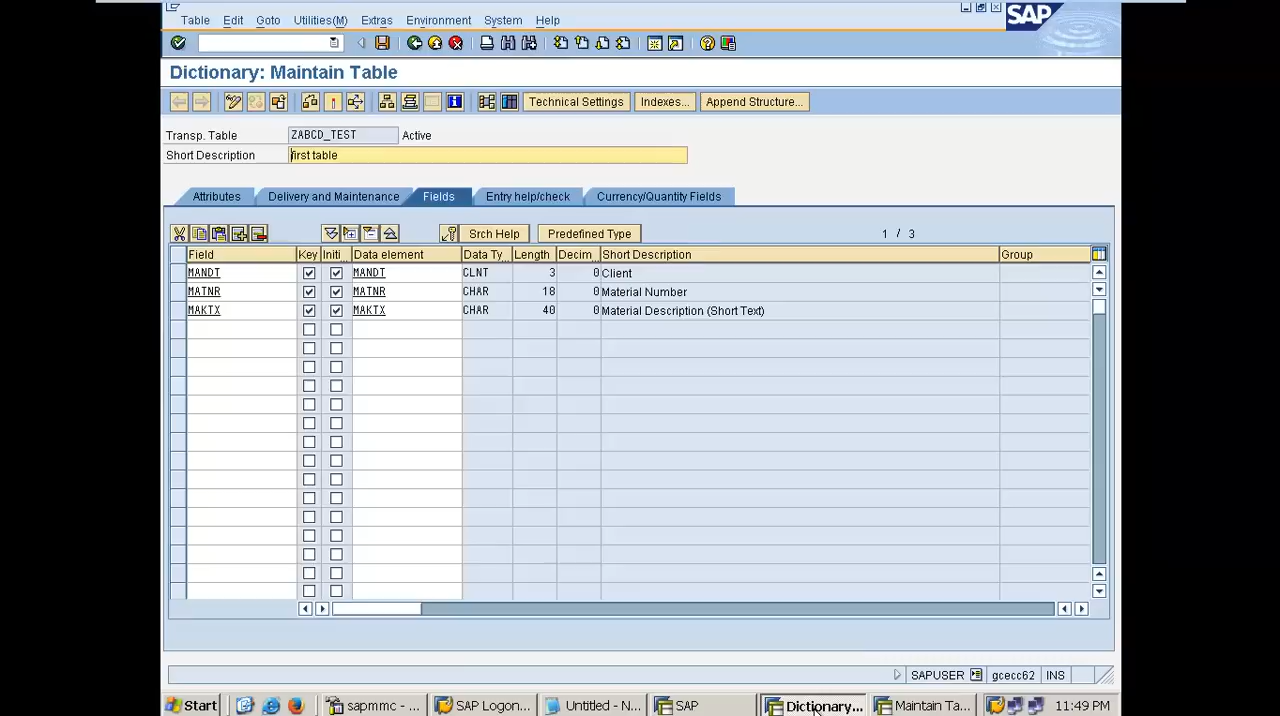 Table Edit Goto Utilities(M) Extras Environment System Help
SAP
Dictionary: Maintain Table
Technical Settings Indexes... Append Structure...
Transp. Table ZABCD_TEST Active
Short Description first table
Attributes Delivery and Maintenance Fields Entry help/check Currency/Quantity Fields
Srch Help Predefined Type 1 / 3
Field Key Initi... Data element Data Ty... Length Decim... Short Description Group
MANDT MANDT CLNT 3 0 Client
MATNR MATNR CHAR 18 0 Material Number
MAKTX MAKTX CHAR 40 0 Material Description (Short Text)
SAPUSER gcecc62 INS
Start sapmmc - ... SAP Logon... Untitled - N... SAP Dictionary... Maintain Ta... 11:49 PM